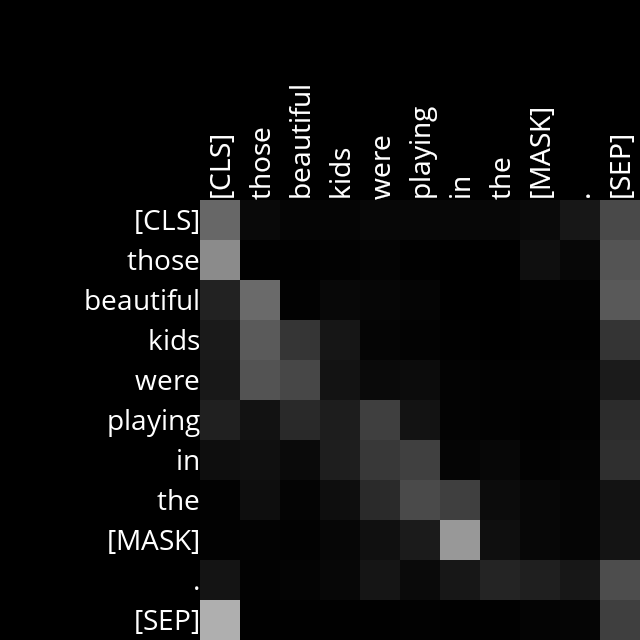 [CLS] those beautiful kids were playing in the [MASK] . [SEP]
[CLS]
those
beautiful
kids
were
playing
in
the
[MASK]
.
[SEP]